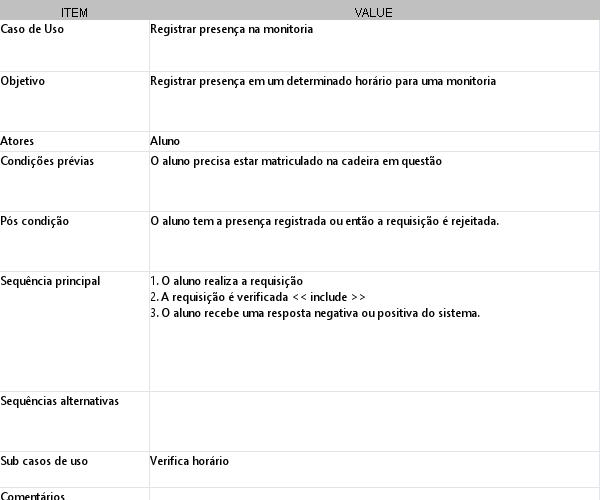 ITEM VALUE
Caso de Uso Registrar presença na monitoria
Objetivo Registrar presença em um determinado horário para uma monitoria
Atores Aluno
Condições prévias O aluno precisa estar matriculado na cadeira em questão
Pós condição O aluno tem a presença registrada ou então a requisição é rejeitada.
Sequência principal 1. O aluno realiza a requisição
2. A requisição é verificada << include >>
3. O aluno recebe uma resposta negativa ou positiva do sistema.
Sequências alternativas
Sub casos de uso Verifica horário
Comentários